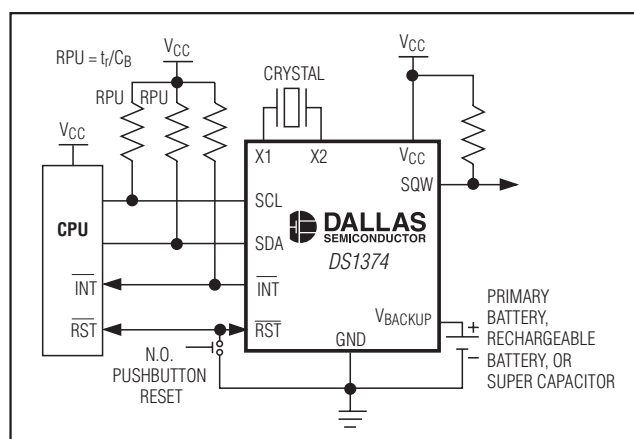 RPU = tr/CB
VCC
CRYSTAL
VCC
RPU
RPU
VCC
X1
X2
VCC
SCL
SQW
CPU
DALLAS
SEMICONDUCTOR
SDA
DS1374
INT
INT
VBACKUP
PRIMARY
BATTERY,
RECHARGEABLE
BATTERY, OR
SUPER CAPACITOR
+
–
RST
RST
GND
N.O.
PUSHBUTTON
RESET